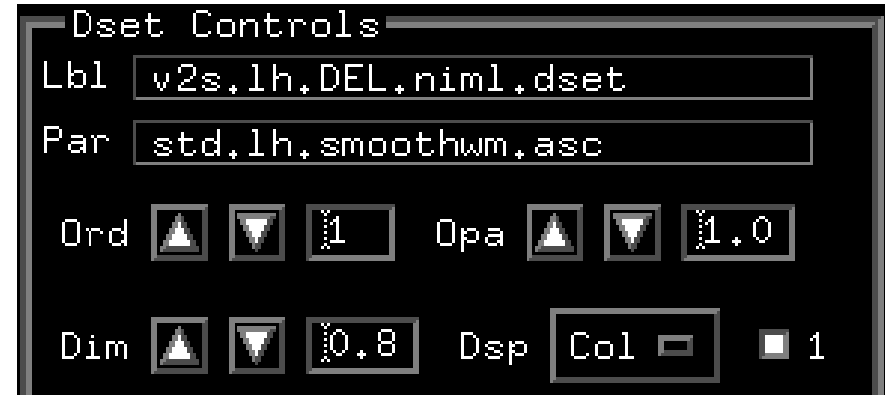 Dset Controls
Lbl v2s.lh.DEL.niml.dset
Par std.lh.smoothwm.asc
Ord 1 Opa 1.0
Dim 0.8 Dsp Col 1